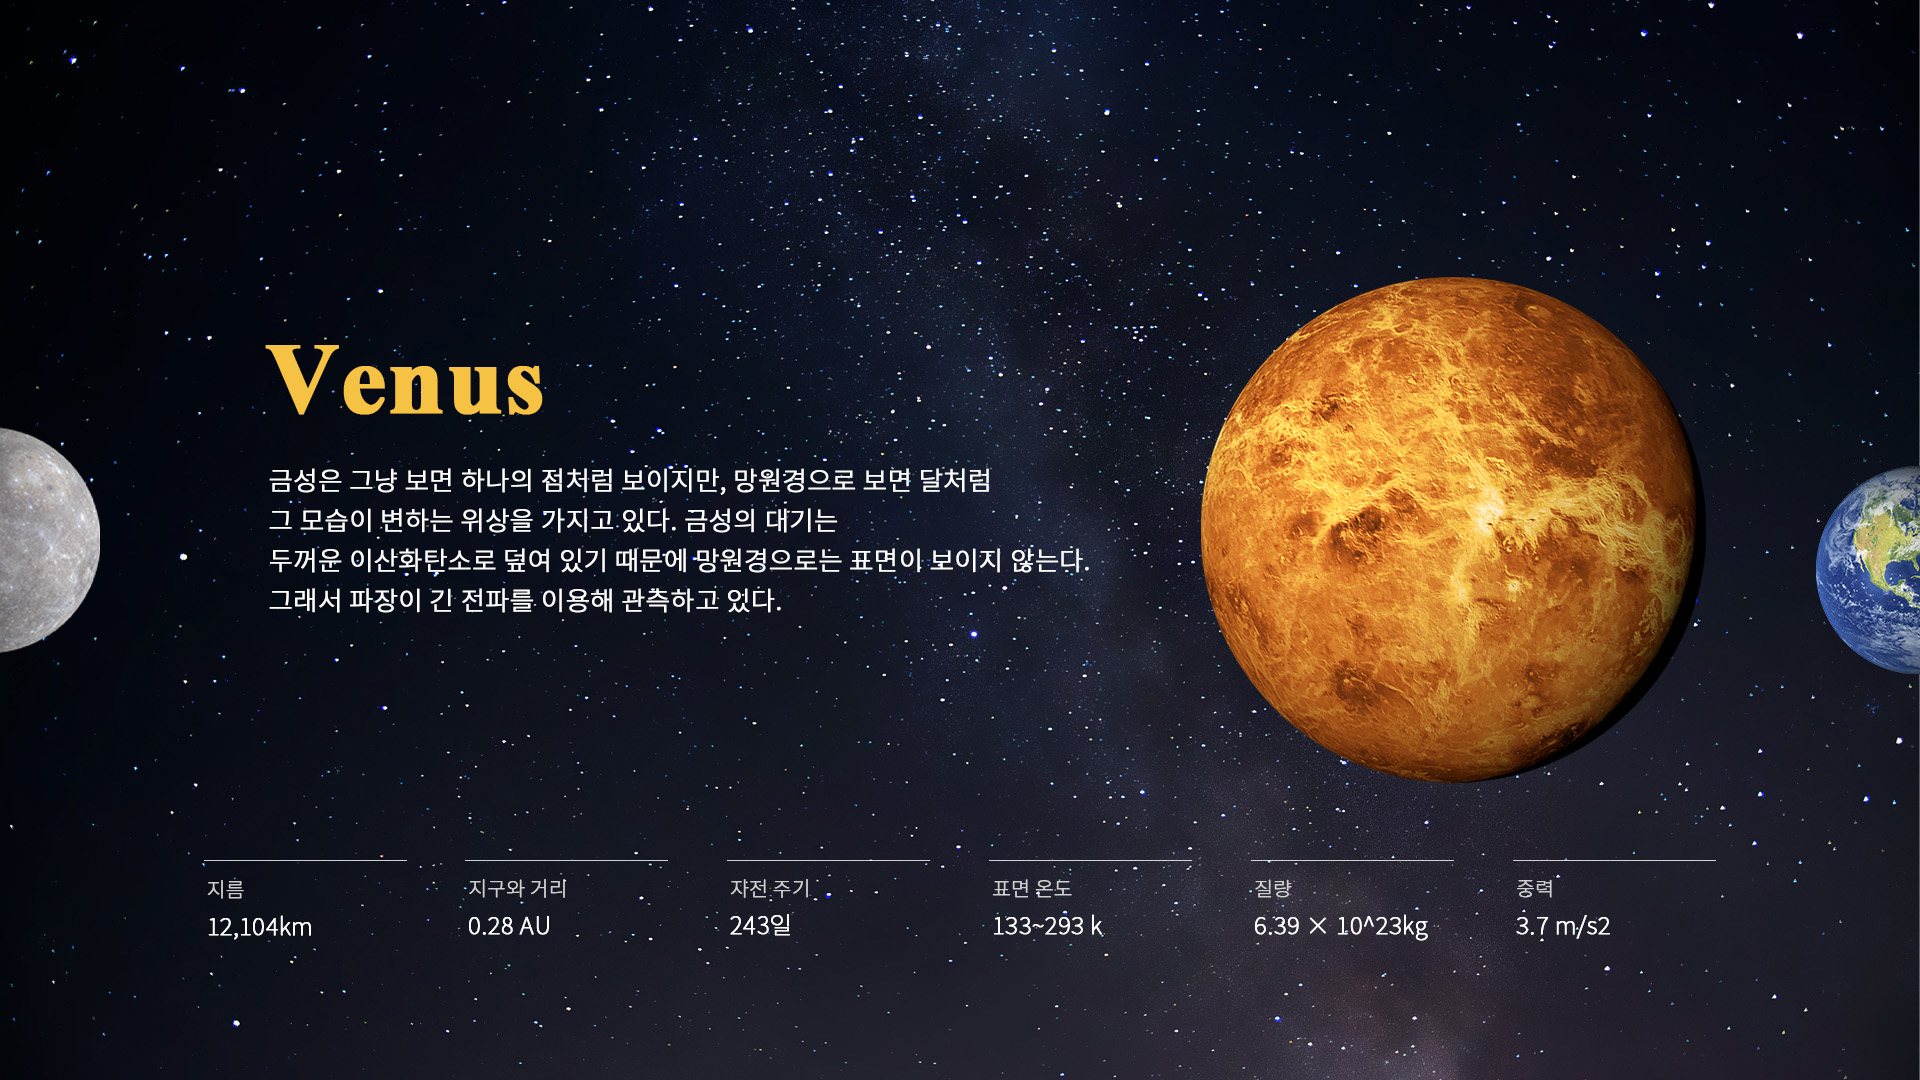 Venus
금성은 그냥 보면 하나의 점처럼 보이지만, 망원경으로 보면 달처럼
그 모습이 변하는 위상을 가지고 있다. 금성의 대기는
두꺼운 이산화탄소로 덮여 있기 때문에 망원경으로는 표면이 보이지 않는다.
그래서 파장이 긴 전파를 이용해 관측하고 있다.
지름
12,104km
지구와 거리
0.28 AU
쟈전 주기
243일
표면 온도
133~293 k
질량
6.39 × 10^23kg
중력
3.7 m/s2